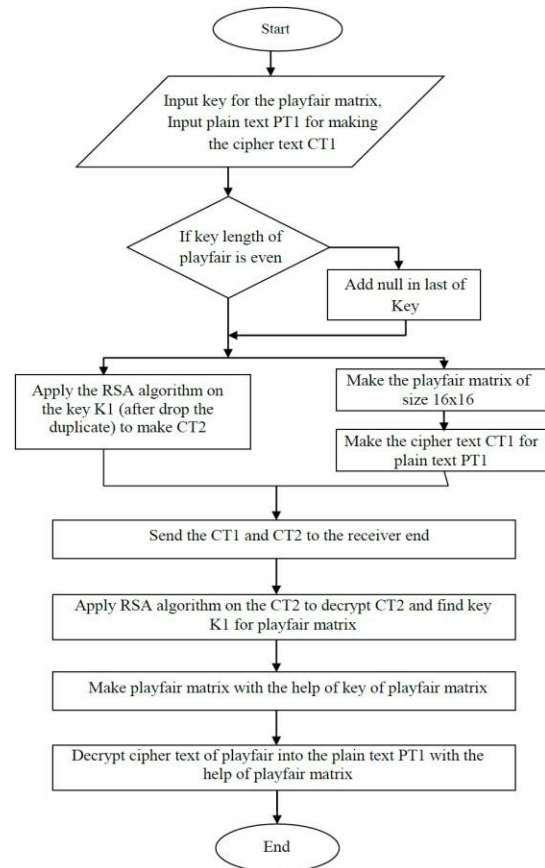 Start
Input key for the playfair matrix,
Input plain text PT1 for making
the cipher text CT1
If key length of
playfair is even
Add null in last of
Key
Apply the RSA algorithm on
the key K1 (after drop the
duplicate) to make CT2
Make the playfair matrix of
size 16x16
Make the cipher text CT1 for
plain text PT1
Send the CT1 and CT2 to the receiver end
Apply RSA algorithm on the CT2 to decrypt CT2 and find key
K1 for playfair matrix
Make playfair matrix with the help of key of playfair matrix
Decrypt cipher text of playfair into the plain text PT1 with the
help of playfair matrix
End